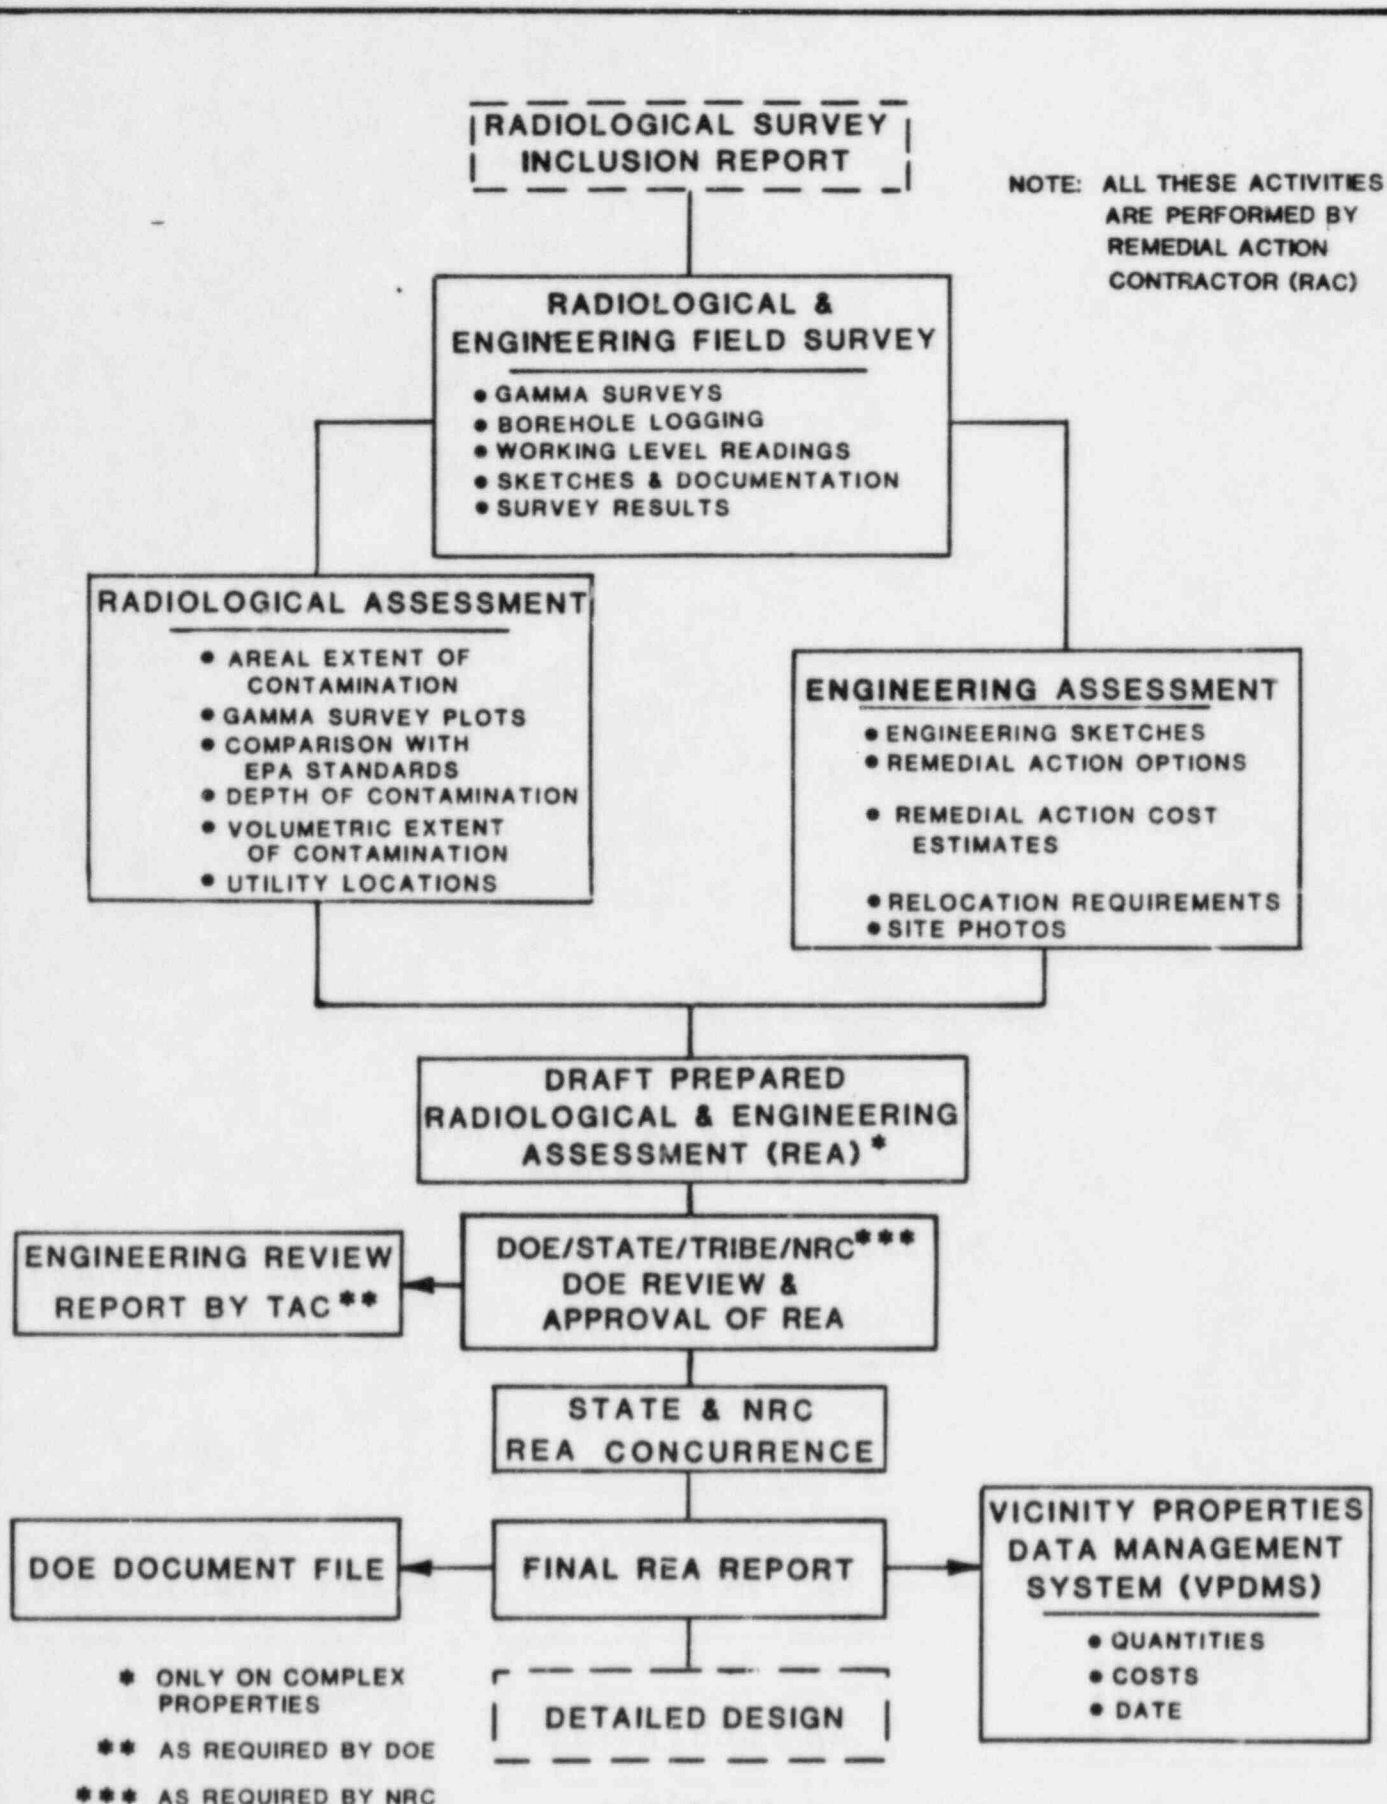 RADIOLOGICAL SURVEY
INCLUSION REPORT
NOTE: ALL THESE ACTIVITIES
ARE PERFORMED BY
REMEDIAL ACTION
CONTRACTOR (RAC)
RADIOLOGICAL &
ENGINEERING FIELD SURVEY
● GAMMA SURVEYS
● BOREHOLE LOGGING
● WORKING LEVEL READINGS
● SKETCHES & DOCUMENTATION
● SURVEY RESULTS
RADIOLOGICAL ASSESSMENT
● AREAL EXTENT OF
CONTAMINATION
● GAMMA SURVEY PLOTS
● COMPARISON WITH
EPA STANDARDS
● DEPTH OF CONTAMINATION
● VOLUMETRIC EXTENT
OF CONTAMINATION
● UTILITY LOCATIONS
ENGINEERING ASSESSMENT
● ENGINEERING SKETCHES
● REMEDIAL ACTION OPTIONS
● REMEDIAL ACTION COST
ESTIMATES
● RELOCATION REQUIREMENTS
● SITE PHOTOS
DRAFT PREPARED
RADIOLOGICAL & ENGINEERING
ASSESSMENT (REA)*
ENGINEERING REVIEW
REPORT BY TAC**
DOE/STATE/TRIBE/NRC***
DOE REVIEW &
APPROVAL OF REA
STATE & NRC
REA CONCURRENCE
DOE DOCUMENT FILE
FINAL REA REPORT
VICINITY PROPERTIES
DATA MANAGEMENT
SYSTEM (VPDMS)
● QUANTITIES
● COSTS
● DATE
DETAILED DESIGN
* ONLY ON COMPLEX
PROPERTIES
** AS REQUIRED BY DOE
*** AS REQUIRED BY NRC